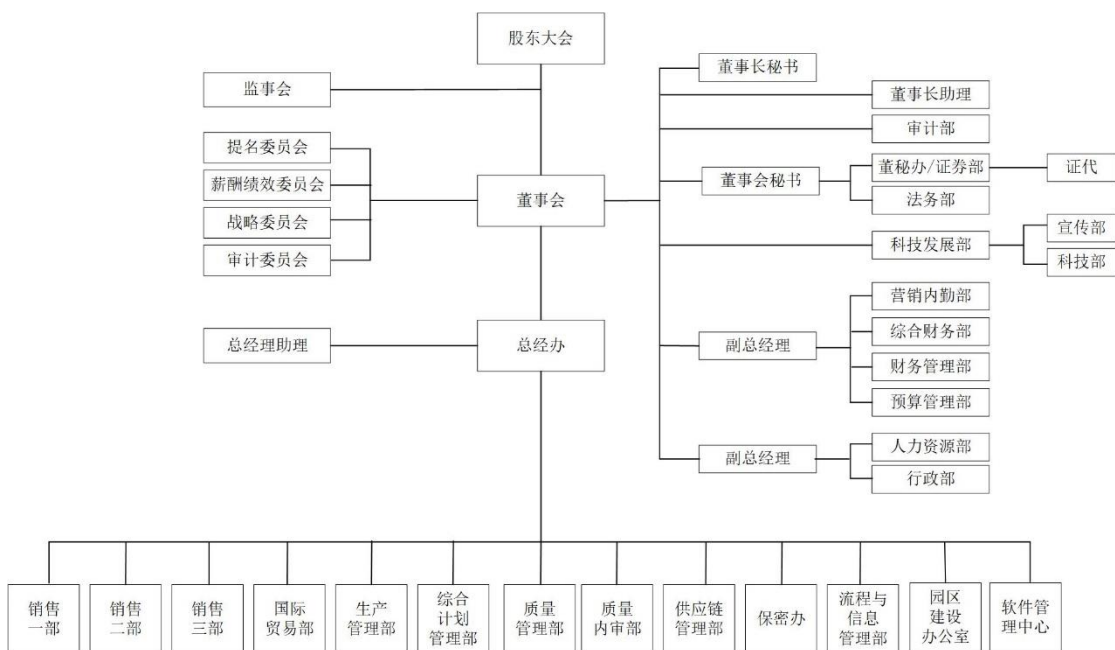 股东大会
监事会
董事长秘书
董事长助理
审计部
提名委员会
薪酬绩效委员会
战略委员会
审计委员会
董事会
董事会秘书
董秘办/证券部
证代
法务部
科技发展部
宣传部
科技部
总经理助理
总经办
副总经理
营销内勤部
综合财务部
财务管理部
预算管理部
副总经理
人力资源部
行政部
销售
一部
销售
二部
销售
三部
国际
贸易部
生产
管理部
综合
计划
管理部
质量
管理部
质量
内审部
供应链
管理部
保密办
流程与
信息
管理部
园区
建设
办公室
软件管
理中心